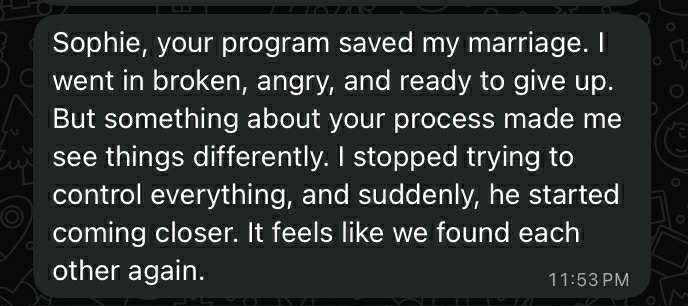 Sophie, your program saved my marriage. I
went in broken, angry, and ready to give up.
But something about your process made me
see things differently. I stopped trying to
control everything, and suddenly, he started
coming closer. It feels like we found each
other again.
11:53 PM